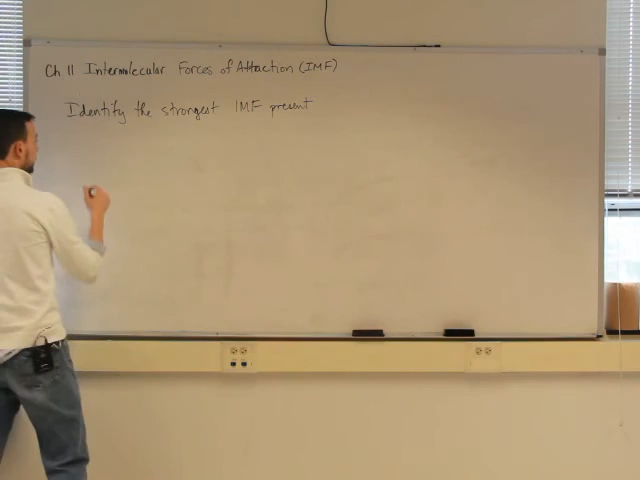 Ch 11 Intermolecular Forces of Attraction (IMF)
Identify the strongest IMF present